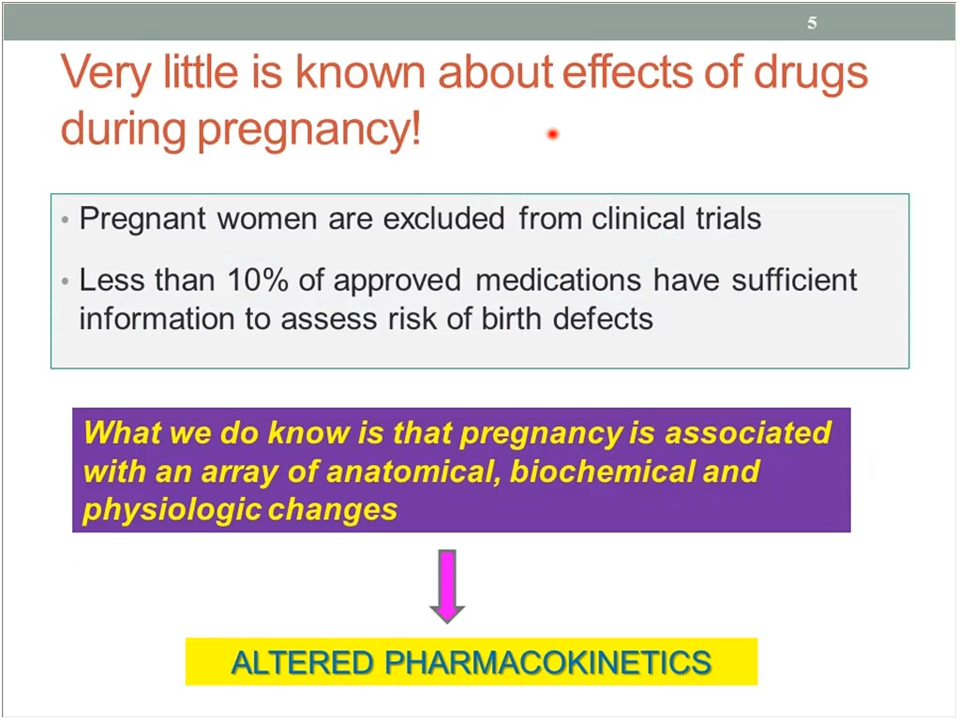 5
Very little is known about effects of drugs
during pregnancy!
• Pregnant women are excluded from clinical trials
• Less than 10% of approved medications have sufficient
information to assess risk of birth defects
What we do know is that pregnancy is associated
with an array of anatomical, biochemical and
physiologic changes
ALTERED PHARMACOKINETICS